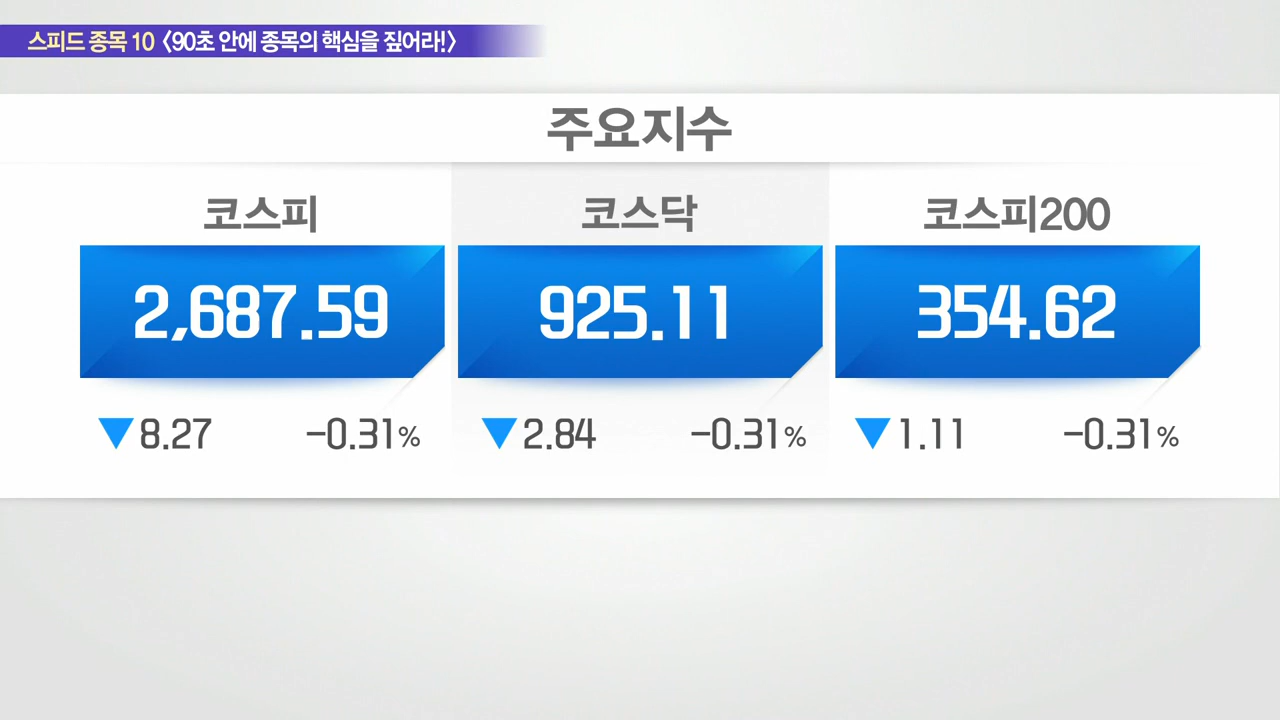 스피드 종목 10 <90초 안에 종목의 핵심을 짚어라!>
주요지수
코스피 코스닥 코스피200
2,687.59 925.11 354.62
▼8.27 -0.31% ▼2.84 -0.31% ▼1.11 -0.31%